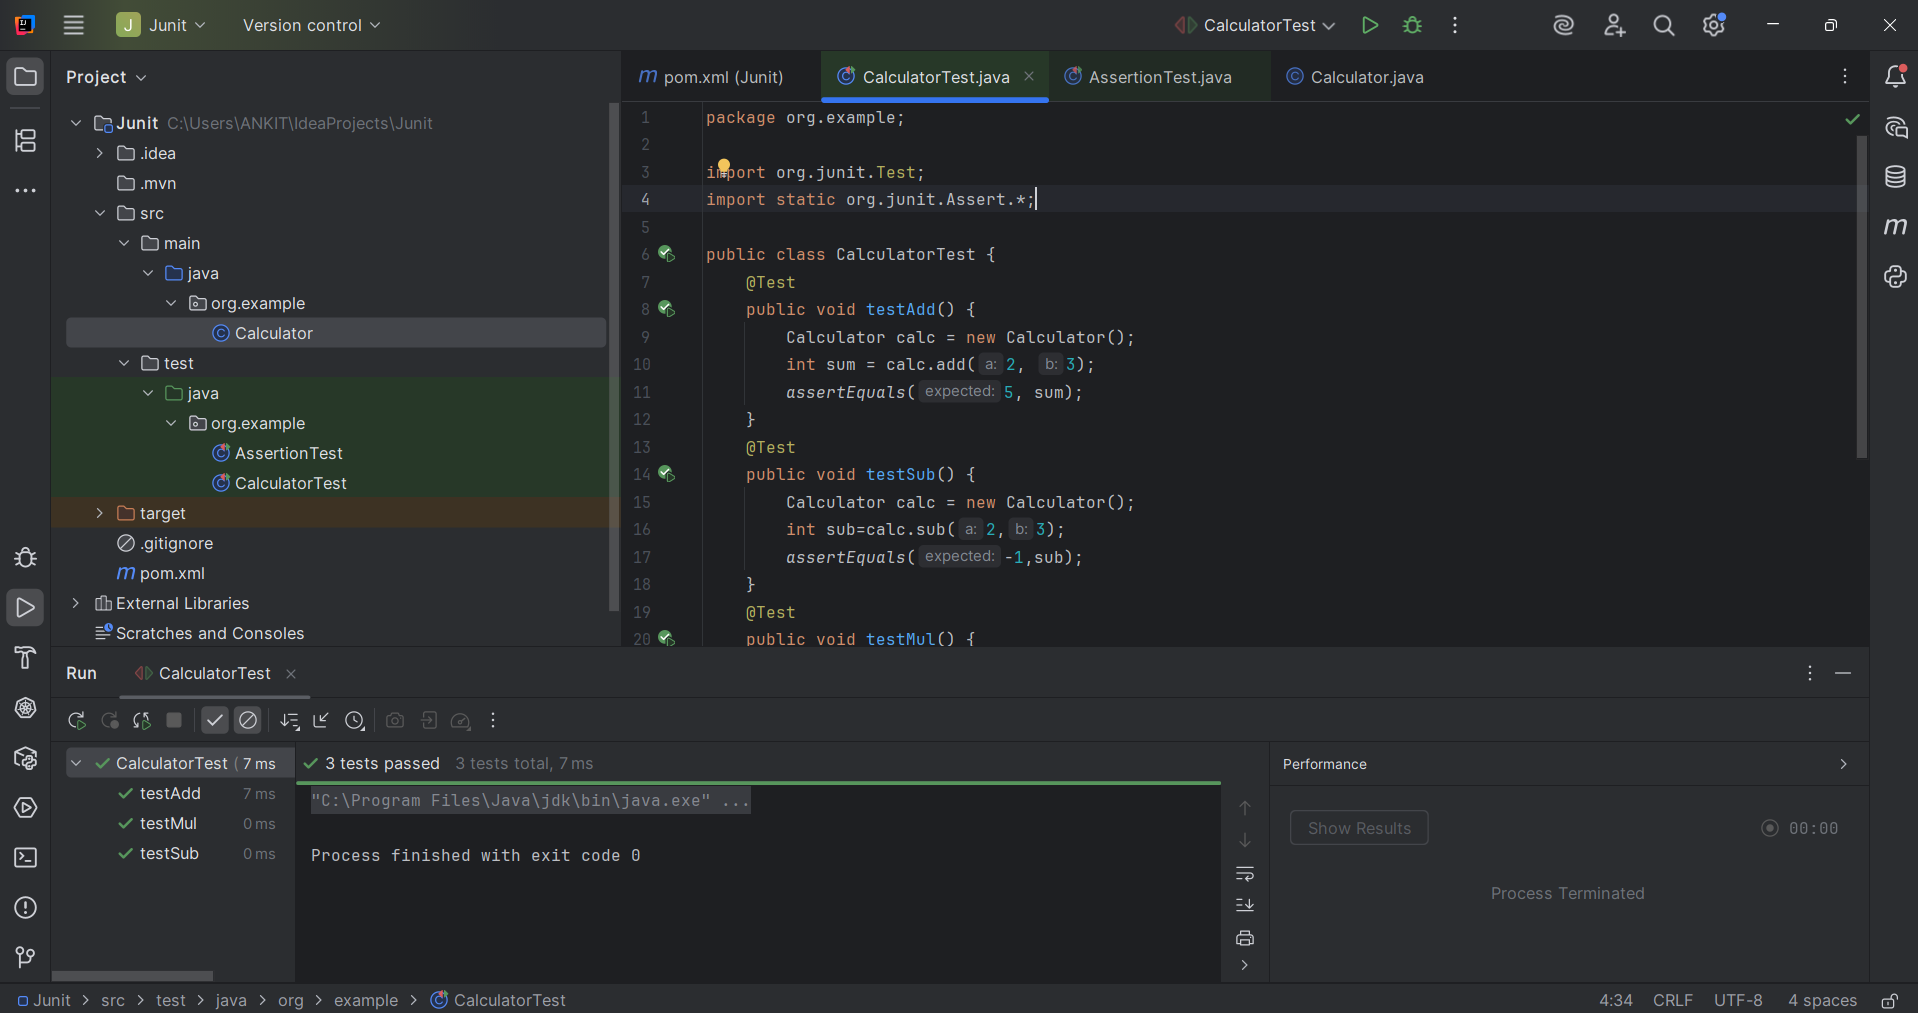 J Junit Version control CalculatorTest
Project
pom.xml (Junit) CalculatorTest.java AssertionTest.java Calculator.java
Junit C:\Users\ANKIT\IdeaProjects\Junit
.idea
.mvn
src
main
java
org.example
Calculator
test
java
org.example
AssertionTest
CalculatorTest
target
.gitignore
pom.xml
External Libraries
Scratches and Consoles
1 package org.example;
2
3 import org.junit.Test;
4 import static org.junit.Assert.*;
5
6 public class CalculatorTest {
7 @Test
8 public void testAdd() {
9 Calculator calc = new Calculator();
10 int sum = calc.add( a: 2, b: 3);
11 assertEquals( expected: 5, sum);
12 }
13 @Test
14 public void testSub() {
15 Calculator calc = new Calculator();
16 int sub=calc.sub( a: 2, b: 3);
17 assertEquals( expected: -1,sub);
18 }
19 @Test
20 public void testMul() {
Run CalculatorTest
CalculatorTest ( 7 ms
testAdd 7 ms
testMul 0 ms
testSub 0 ms
3 tests passed 3 tests total, 7 ms
"C:\Program Files\Java\jdk\bin\java.exe" ...
Process finished with exit code 0
Performance
Show Results 00:00
Process Terminated
Junit > src > test > java > org > example > CalculatorTest
4:34 CRLF UTF-8 4 spaces